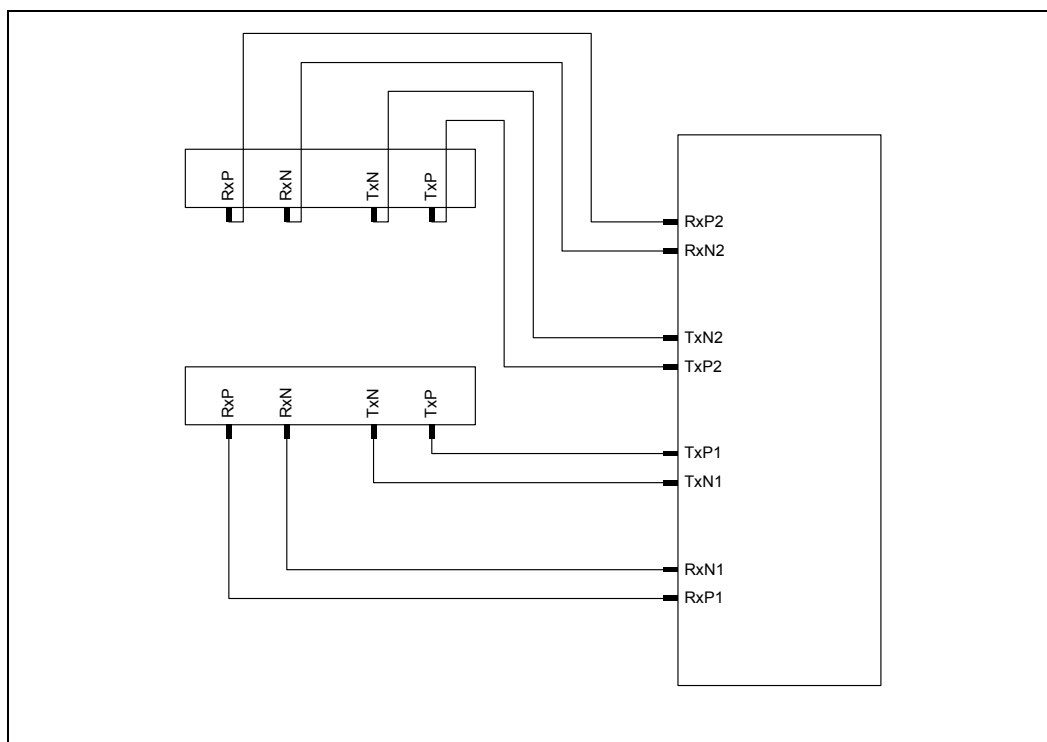 RxP
RxN
TxN
TxP
RxP2
RxN2
TxN2
TxP2
RxP
RxN
TxN
TxP
TxP1
TxN1
RxN1
RxP1